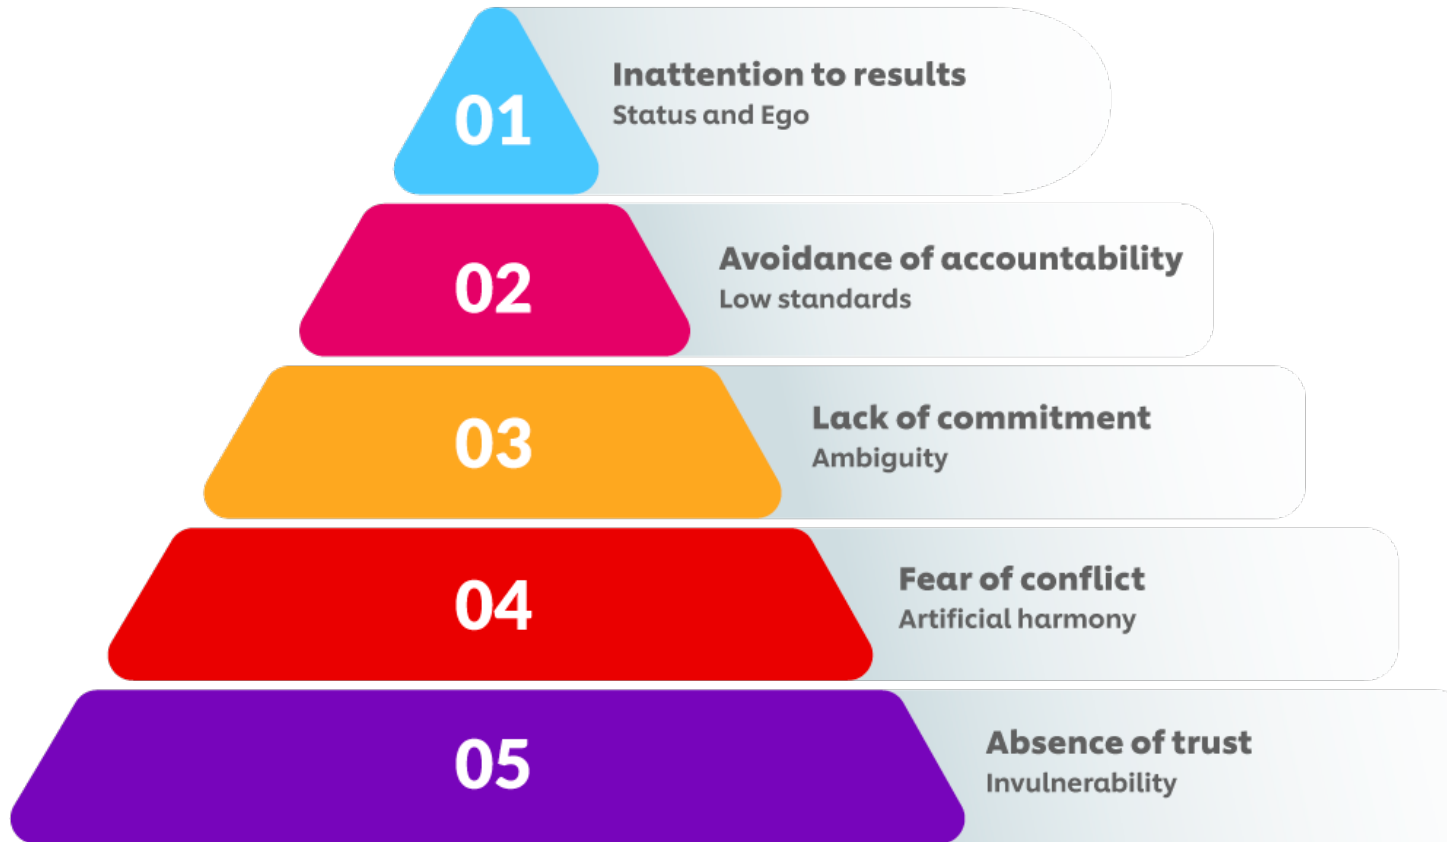 01
Inattention to results
Status and Ego
02
Avoidance of accountability
Low standards
03
Lack of commitment
Ambiguity
04
Fear of conflict
Artificial harmony
05
Absence of trust
Invulnerability